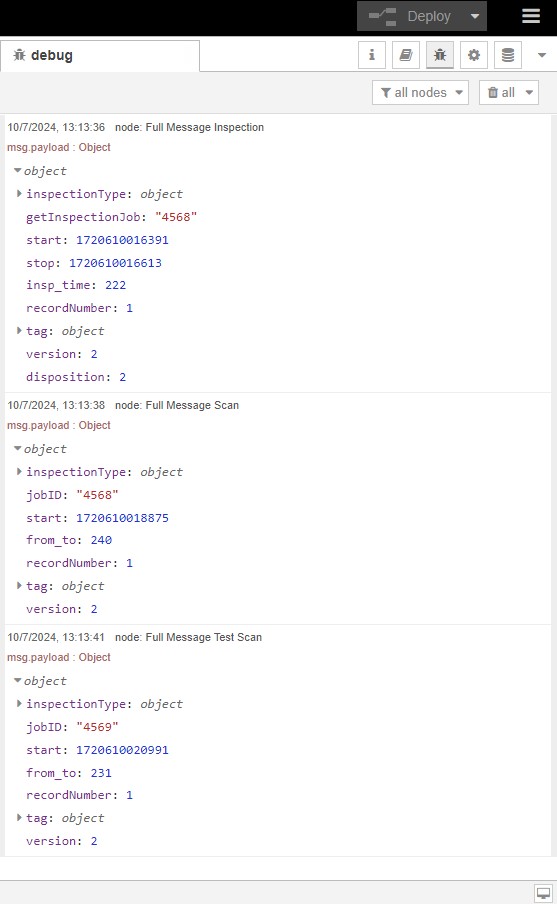 Deploy
debug
all nodes
all
10/7/2024, 13:13:36 node: Full Message Inspection
msg.payload : Object
object
inspectionType: object
getInspectionJob: "4568"
start: 1720610016391
stop: 1720610016613
insp_time: 222
recordNumber: 1
tag: object
version: 2
disposition: 2
10/7/2024, 13:13:38 node: Full Message Scan
msg.payload : Object
object
inspectionType: object
jobID: "4568"
start: 1720610018875
from_to: 240
recordNumber: 1
tag: object
version: 2
10/7/2024, 13:13:41 node: Full Message Test Scan
msg.payload : Object
object
inspectionType: object
jobID: "4569"
start: 1720610020991
from_to: 231
recordNumber: 1
tag: object
version: 2